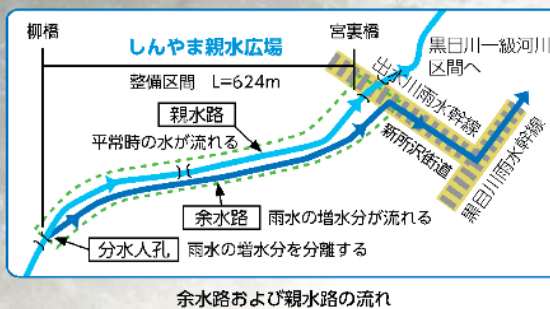 柳橋
宮裏橋
しんやま親水広場
整備区間 L=624m
黒目川一級河川
区間へ
出水川雨水幹線
親水路
平常時の水が流れる
新所沢街道
黒目川雨水幹線
余水路 雨水の増水分が流れる
分水人孔 雨水の増水分を分離する
余水路および親水路の流れ